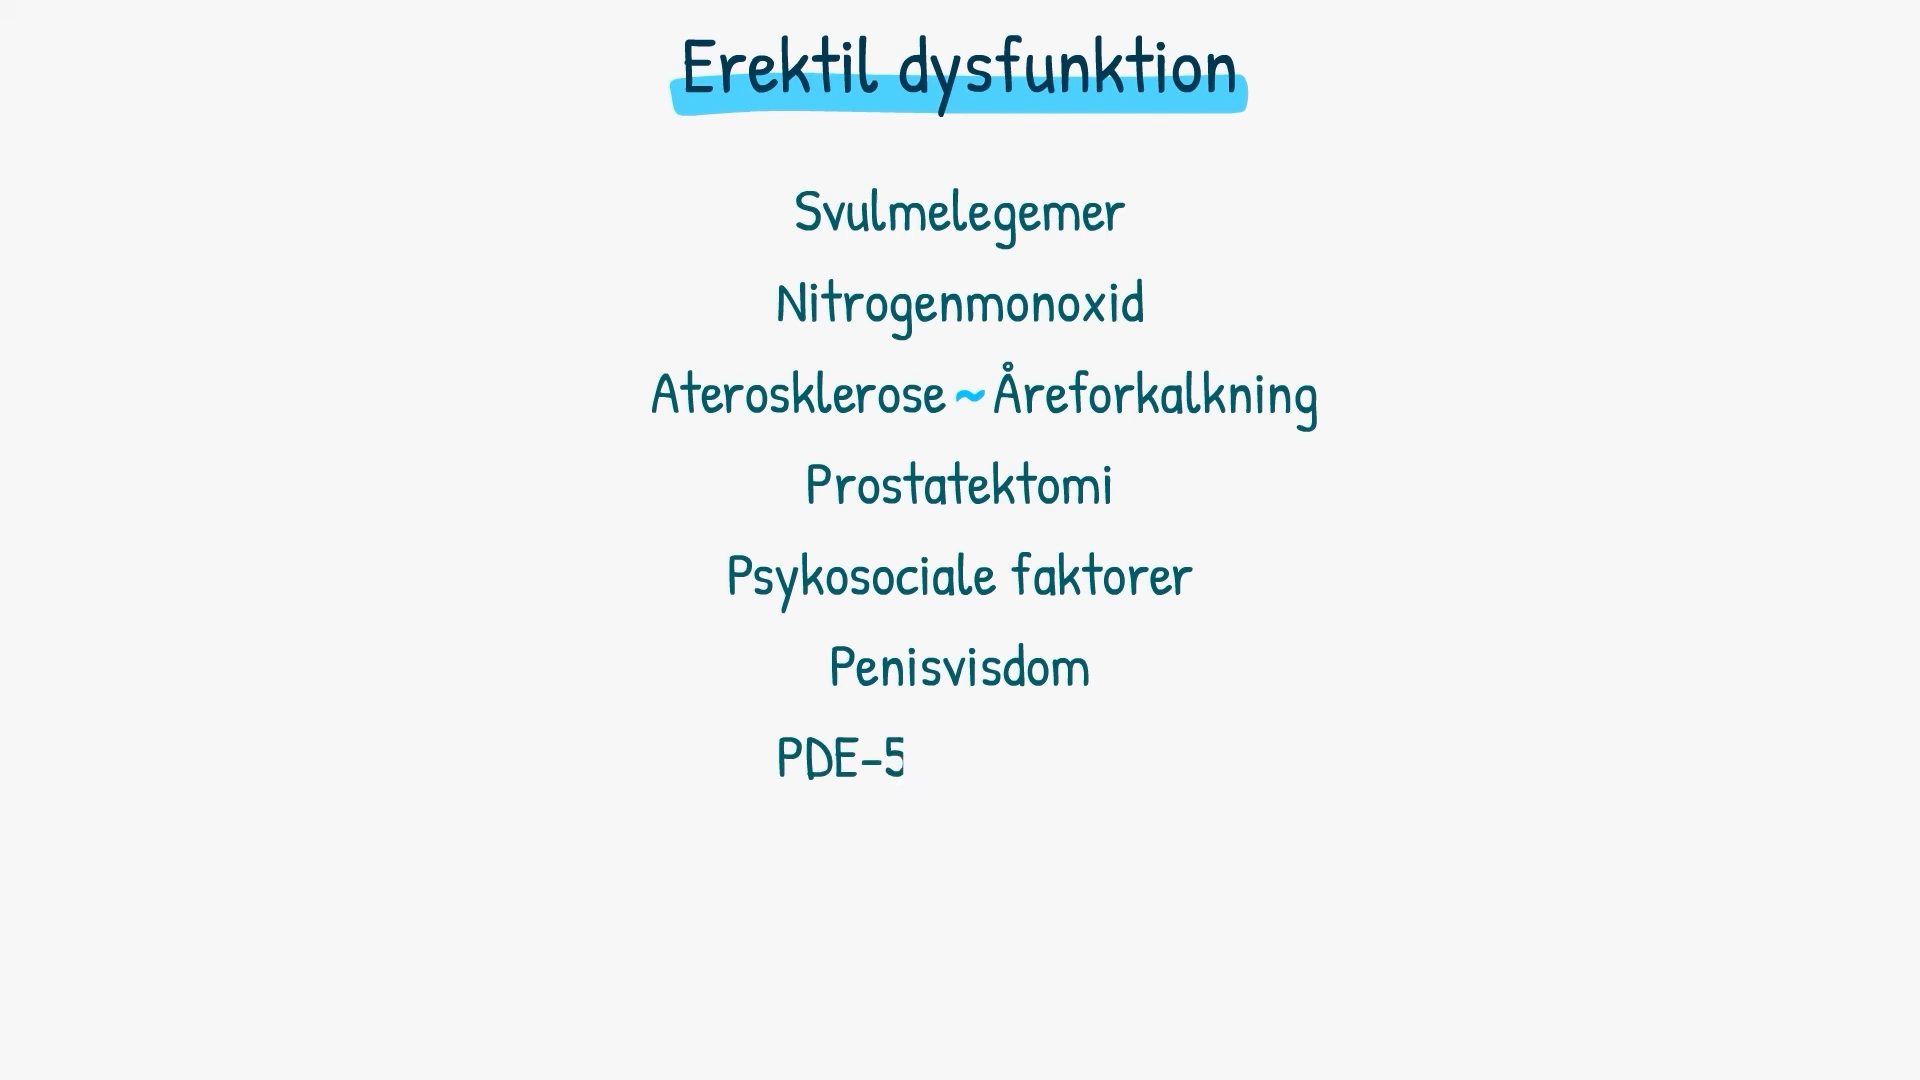 Erektil dysfunktion
Svulmelegemer
Nitrogenmonoxid
Aterosklerose ~ Åreforkalkning
Prostatektomi
Psykosociale faktorer
Penisvisdom
PDE-5